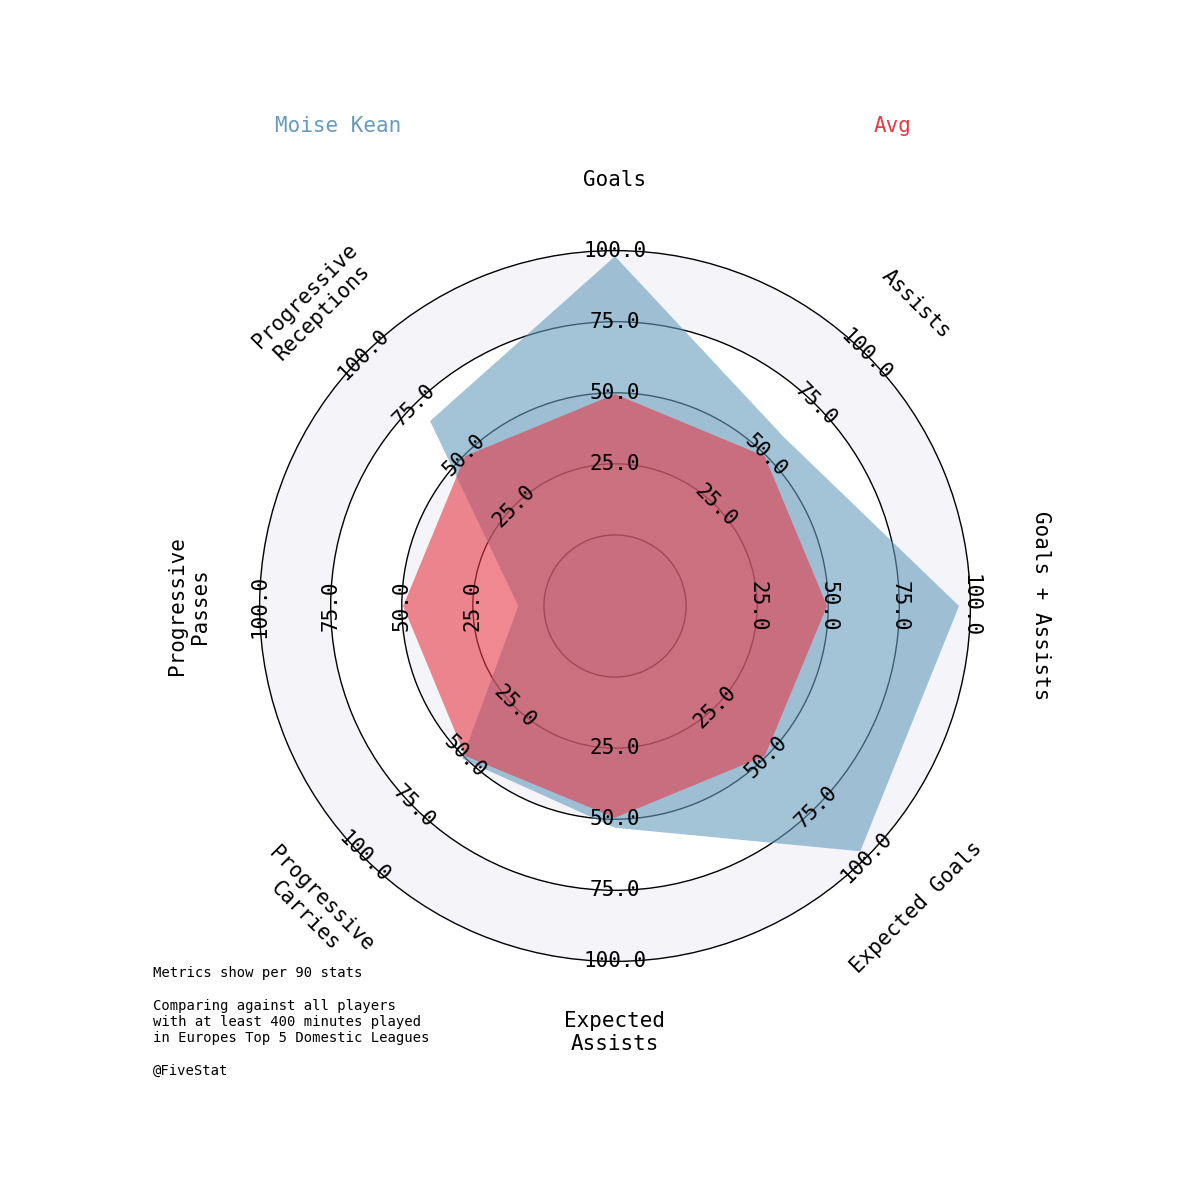 Moise Kean
Avg
Goals
Assists
Goals + Assists
Expected Goals
Expected
Assists
Progressive
Carries
Progressive
Passes
Progressive
Receptions
25.0
50.0
75.0
100.0
25.0
50.0
75.0
100.0
25.0
50.0
75.0
100.0
25.0
50.0
75.0
100.0
25.0
50.0
75.0
100.0
25.0
50.0
75.0
100.0
25.0
50.0
75.0
100.0
25.0
50.0
75.0
100.0
Metrics show per 90 stats
Comparing against all players
with at least 400 minutes played
in Europes Top 5 Domestic Leagues
@FiveStat